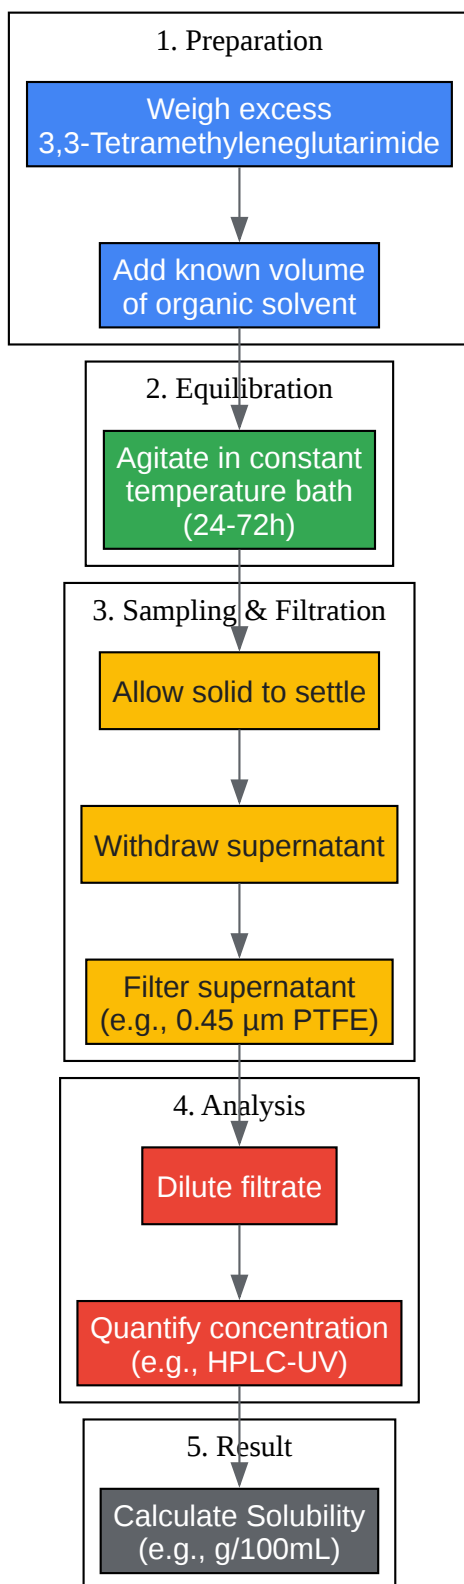 1. Preparation
Weigh excess
3,3-Tetramethyleneglutarimide
Add known volume
of organic solvent
2. Equilibration
Agitate in constant
temperature bath
(24-72h)
3. Sampling & Filtration
Allow solid to settle
Withdraw supernatant
Filter supernatant
(e.g., 0.45 µm PTFE)
4. Analysis
Dilute filtrate
Quantify concentration
(e.g., HPLC-UV)
5. Result
Calculate Solubility
(e.g., g/100mL)